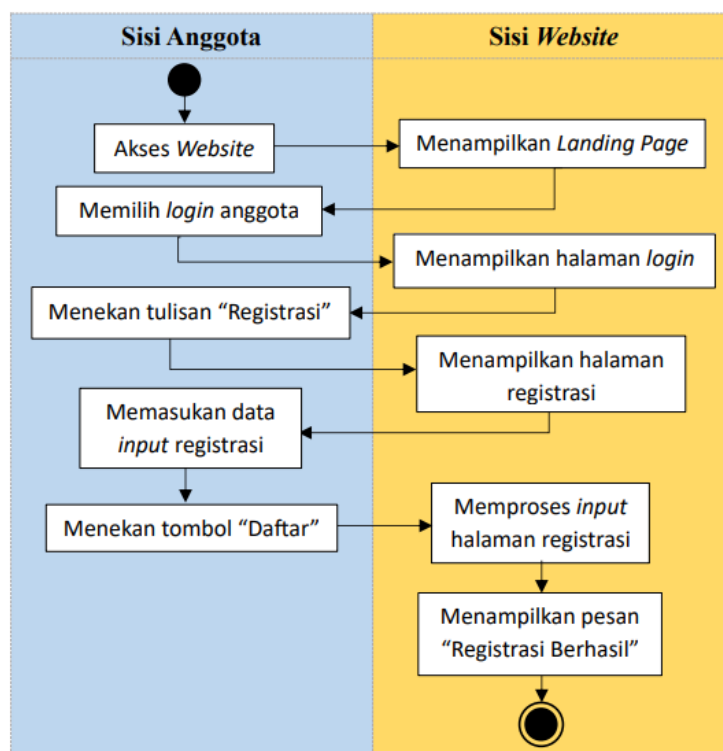 Sisi Anggota
Sisi Website
Akses Website
Menampilkan Landing Page
Memilih login anggota
Menampilkan halaman login
Menekan tulisan “Registrasi”
Menampilkan halaman
registrasi
Memasukan data
input registrasi
Menekan tombol “Daftar”
Memproses input
halaman registrasi
Menampilkan pesan
“Registrasi Berhasil”